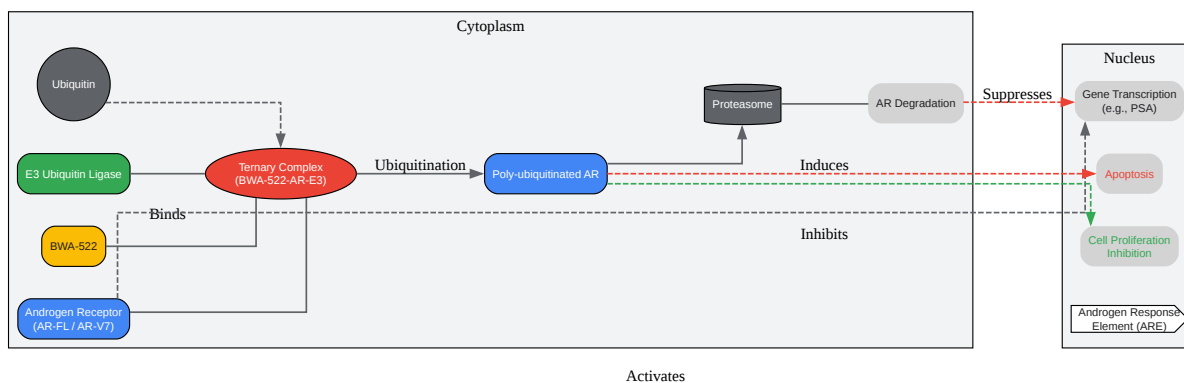 Cytoplasm
Nucleus
Ubiquitin
Proteasome
AR Degradation
Suppresses
Gene Transcription
(e.g., PSA)
E3 Ubiquitin Ligase
Ternary Complex
(BWA-522-AR-E3)
Ubiquitination
Poly-ubiquitinated AR
Induces
Apoptosis
Binds
Inhibits
BWA-522
Cell Proliferation
Inhibition
Androgen Receptor
(AR-FL / AR-V7)
Androgen Response
Element (ARE)
Activates